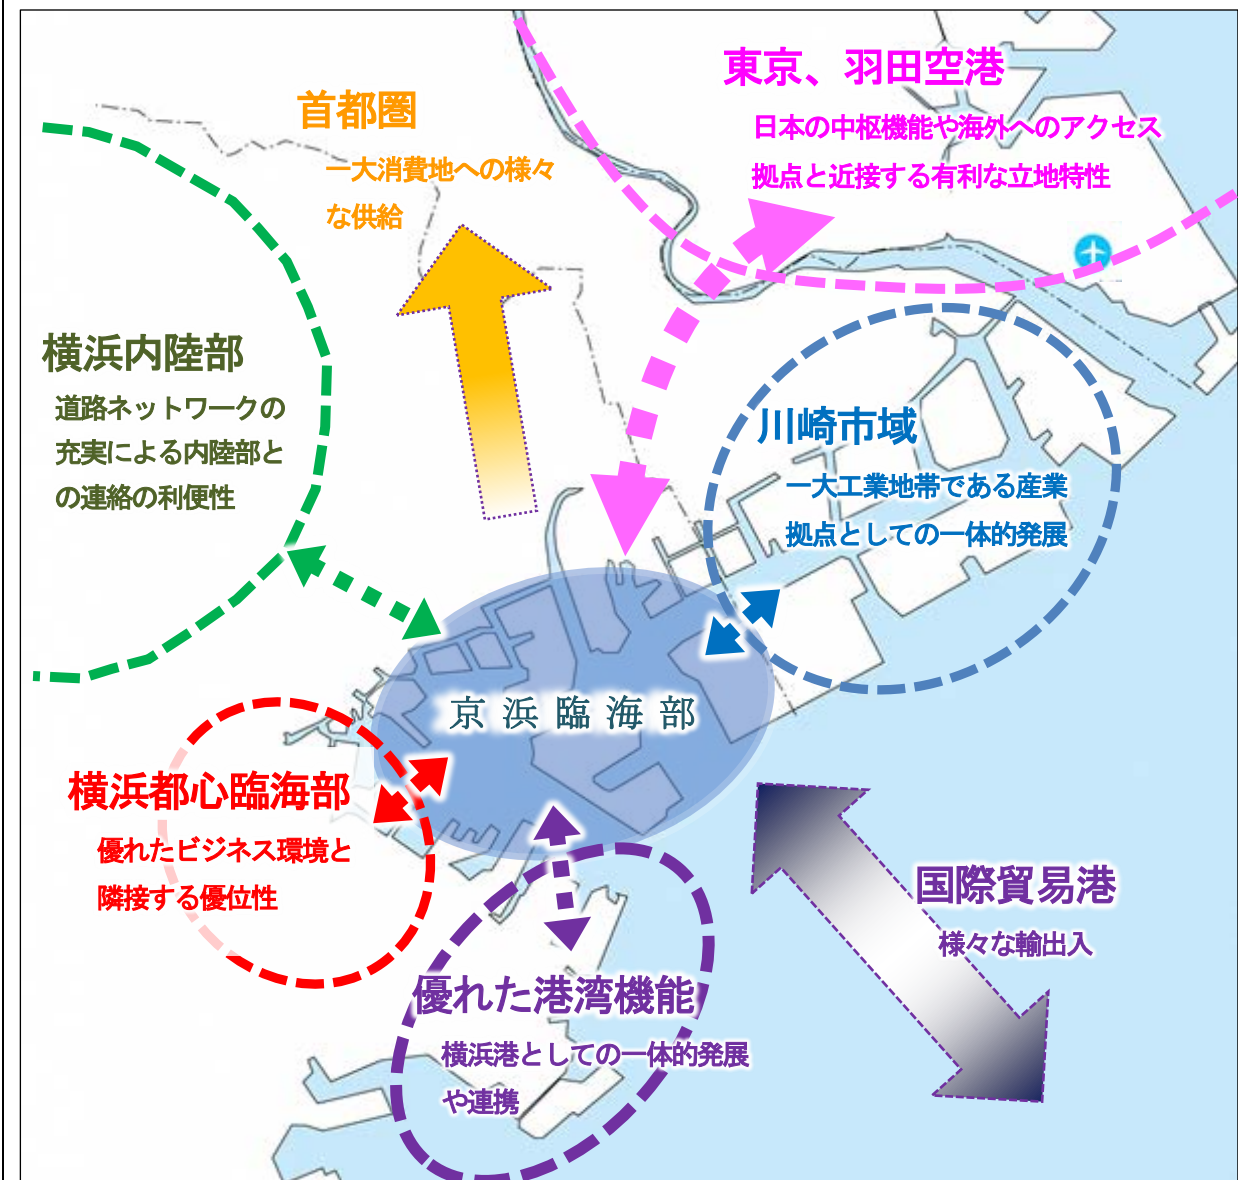 東京、羽田空港
日本の中枢機能や海外へのアクセス
拠点と近接する有利な立地特性
首都圏
一大消費地への様々
な供給
横浜内陸部
道路ネットワークの
充実による内陸部と
の連絡の利便性
川崎市域
一大工業地帯である産業
拠点としての一体的発展
京浜臨海部
横浜都心臨海部
優れたビジネス環境と
隣接する優位性
国際貿易港
様々な輸出入
優れた港湾機能
横浜港としての一体的発展
や連携